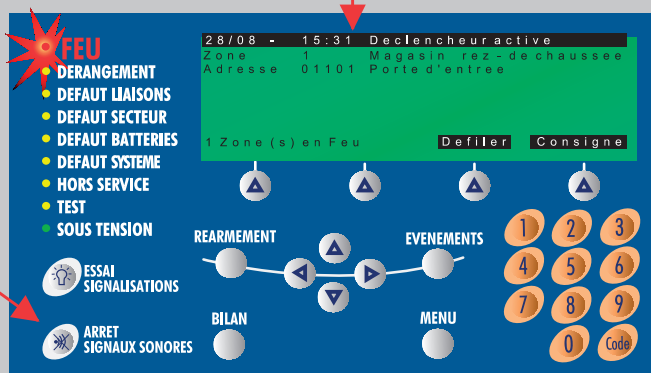 FEU
DERANGEMENT
DEFAUT LIAISONS
DEFAUT SECTEUR
DEFAUT BATTERIES
DEFAUT SYSTEME
HORS SERVICE
TEST
SOUS TENSION
28/08 - 15:31 Declencheur active
Zone 1 Magasin rez-de chaussee
Adresse 01101 Porte d'entree
1 Zone(s) en Feu Defiler Consigne
REARMEMENT
EVENEMENTS
ESSAI
SIGNALISATIONS
BILAN
MENU
ARRET
SIGNAUX SONORES
1 2 3
4 5 6
7 8 9
0 Code